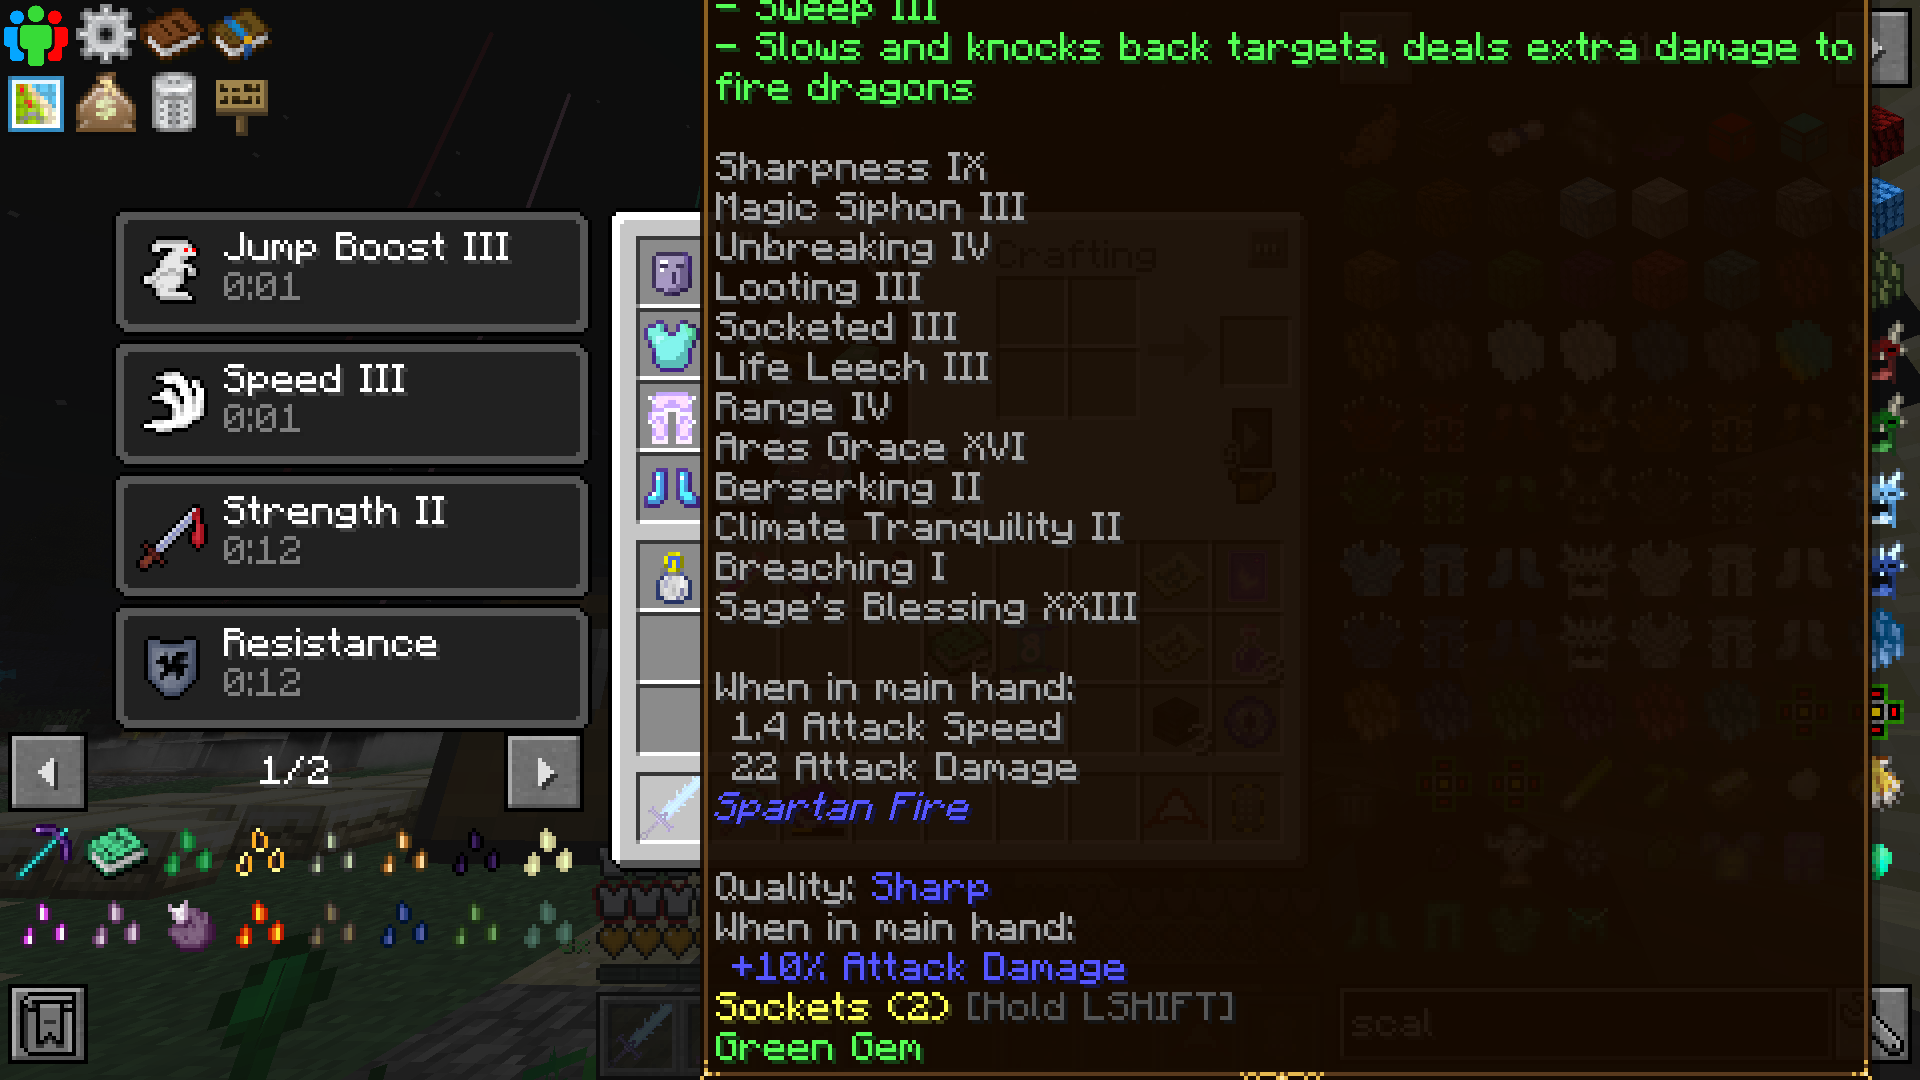 – Sweep III
– Slows and knocks back targets, deals extra damage to
fire dragons
Sharpness IX
Magic Siphon III
Unbreaking IV
Looting III
Socketed III
Life Leech III
Range IV
Ares Grace XVI
Berserking II
Climate Tranquility II
Breaching I
Sage's Blessing XXIII
When in main hand:
1.4 Attack Speed
22 Attack Damage
Spartan Fire
Quality: Sharp
When in main hand:
+10% Attack Damage
Sockets (2) [Hold LSHIFT]
Green Gem
Jump Boost III
0:01
Speed III
0:01
Strength II
0:12
Resistance
0:12
1/2
Crafting
scal